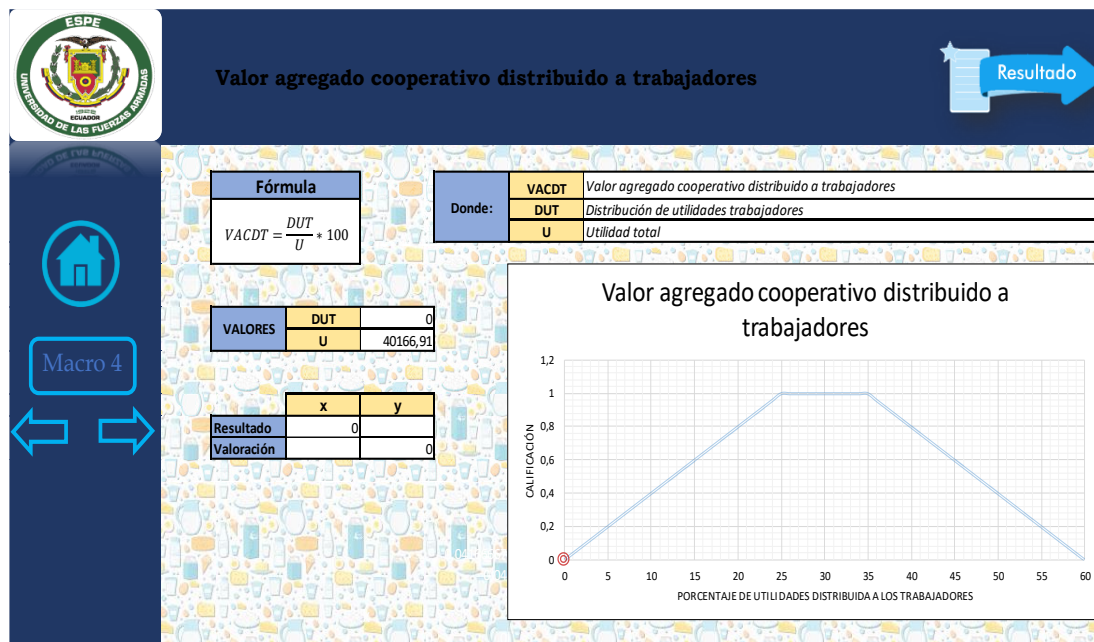 ESPE
UNIVERSIDAD DE LAS FUERZAS ARMADAS
ECUADOR
Valor agregado cooperativo distribuido a trabajadores
Resultado
Fórmula
VACDT = DUT / U * 100
Donde:
VACDT Valor agregado cooperativo distribuido a trabajadores
DUT Distribución de utilidades trabajadores
U Utilidad total
VALORES
DUT 0
U 40166,91
x y
Resultado 0
Valoración 0
Macro 4
Valor agregado cooperativo distribuido a
trabajadores
CALIFICACIÓN
1,2
1
0,8
0,6
0,4
0,2
0
0 5 10 15 20 25 30 35 40 45 50 55 60
PORCENTAJE DE UTILIDADES DISTRIBUIDA A LOS TRABAJADORES